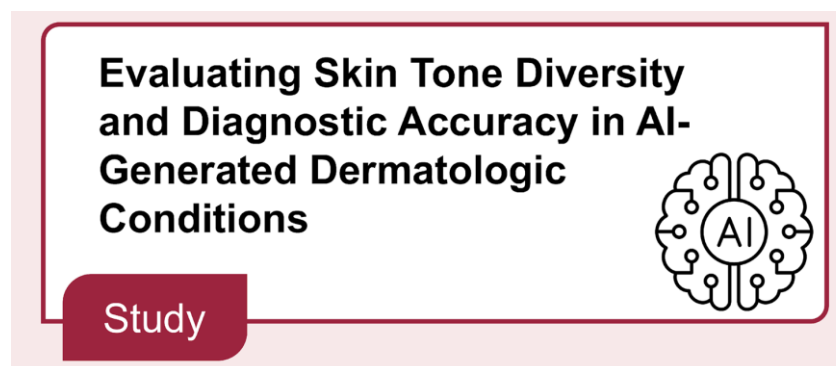 Evaluating Skin Tone Diversity
and Diagnostic Accuracy in AI-
Generated Dermatologic
Conditions
AI
Study